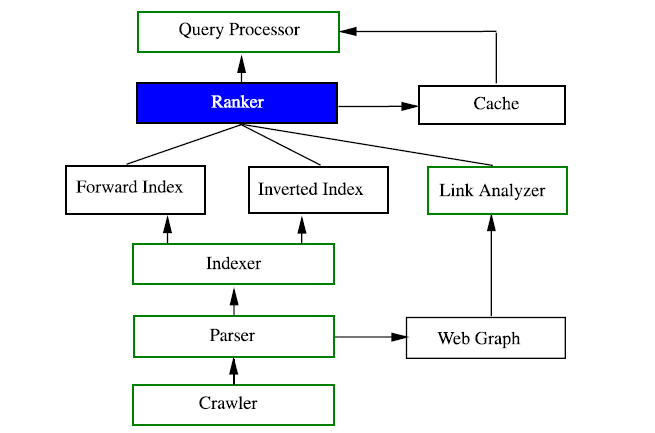 Query Processor
Ranker
Cache
Forward Index
Inverted Index
Link Analyzer
Indexer
Parser
Web Graph
Crawler